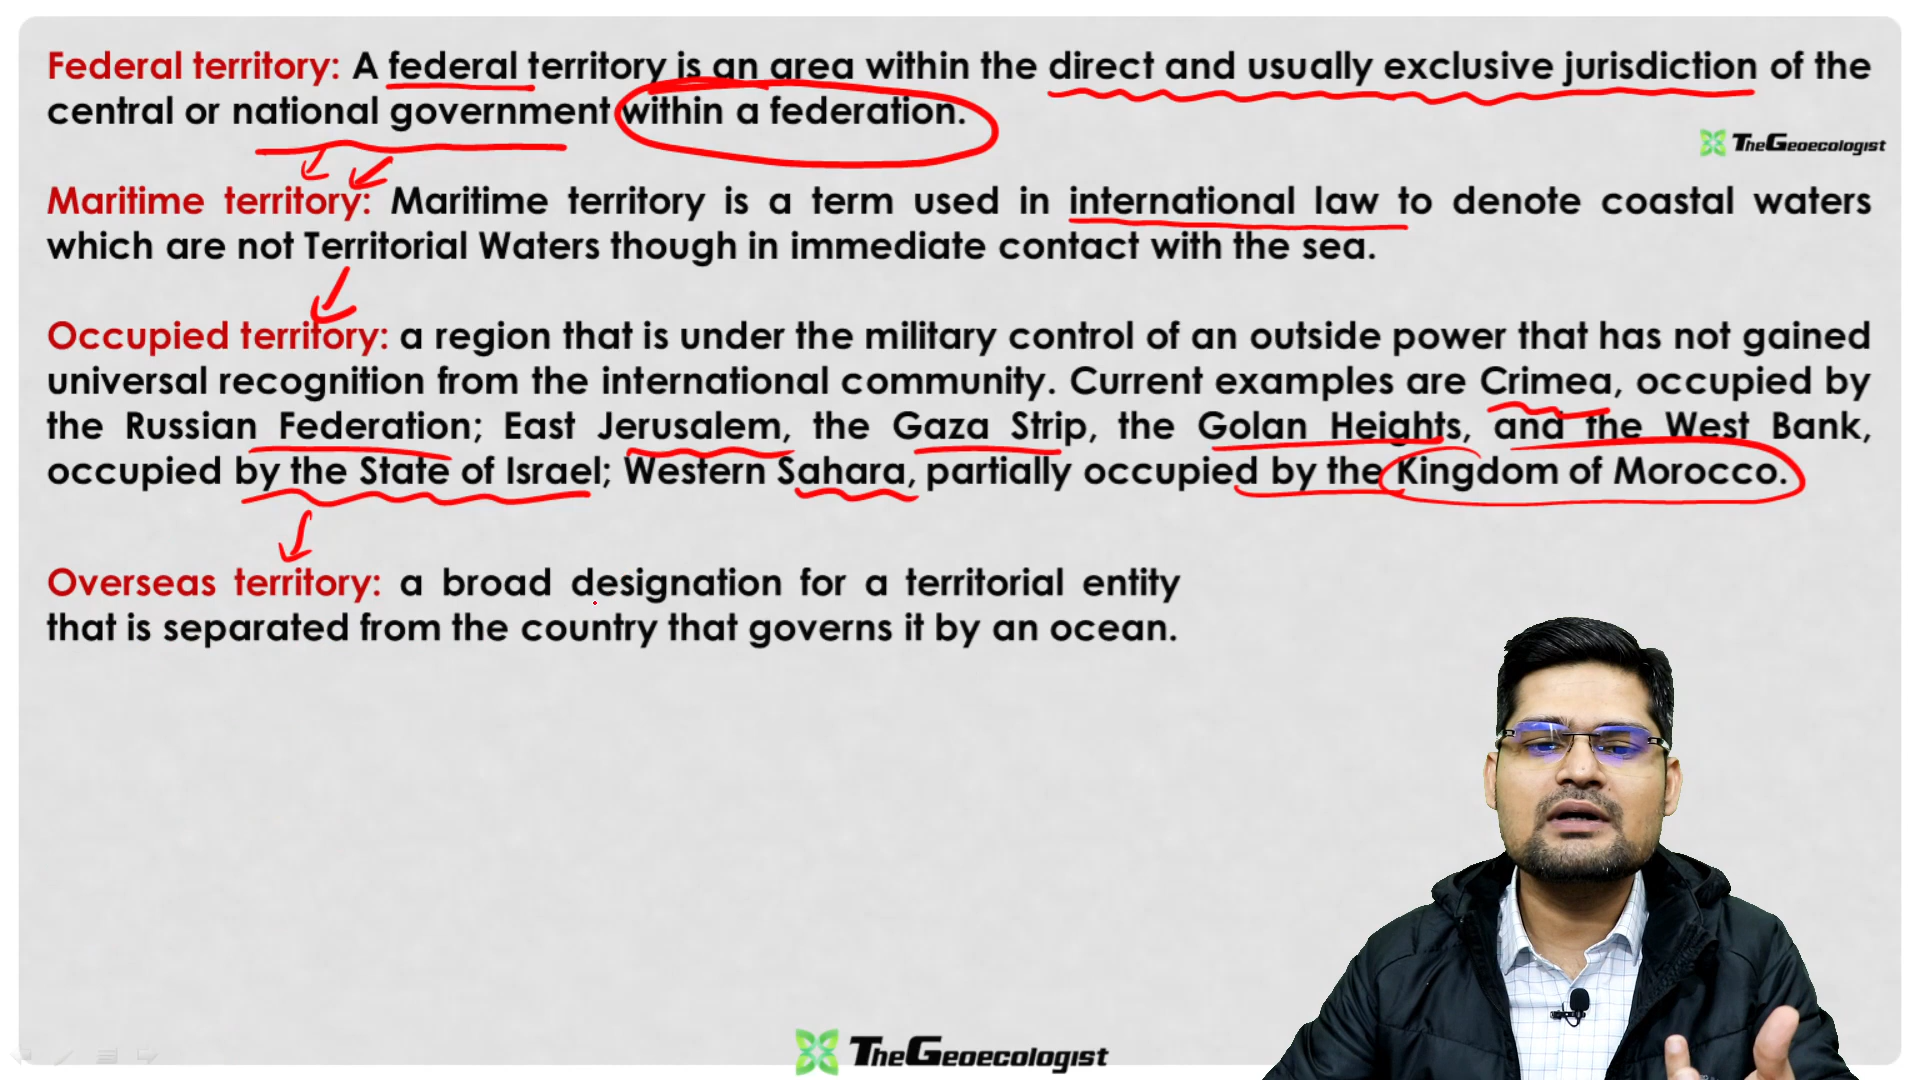 Federal territory: A federal territory is an area within the direct and usually exclusive jurisdiction of the
central or national government within a federation.
TheGeoecologist
Maritime territory: Maritime territory is a term used in international law to denote coastal waters
which are not Territorial Waters though in immediate contact with the sea.
Occupied territory: a region that is under the military control of an outside power that has not gained
universal recognition from the international community. Current examples are Crimea, occupied by
the Russian Federation; East Jerusalem, the Gaza Strip, the Golan Heights, and the West Bank,
occupied by the State of Israel; Western Sahara, partially occupied by the Kingdom of Morocco.
Overseas territory: a broad designation for a territorial entity
that is separated from the country that governs it by an ocean.
TheGeoecologist